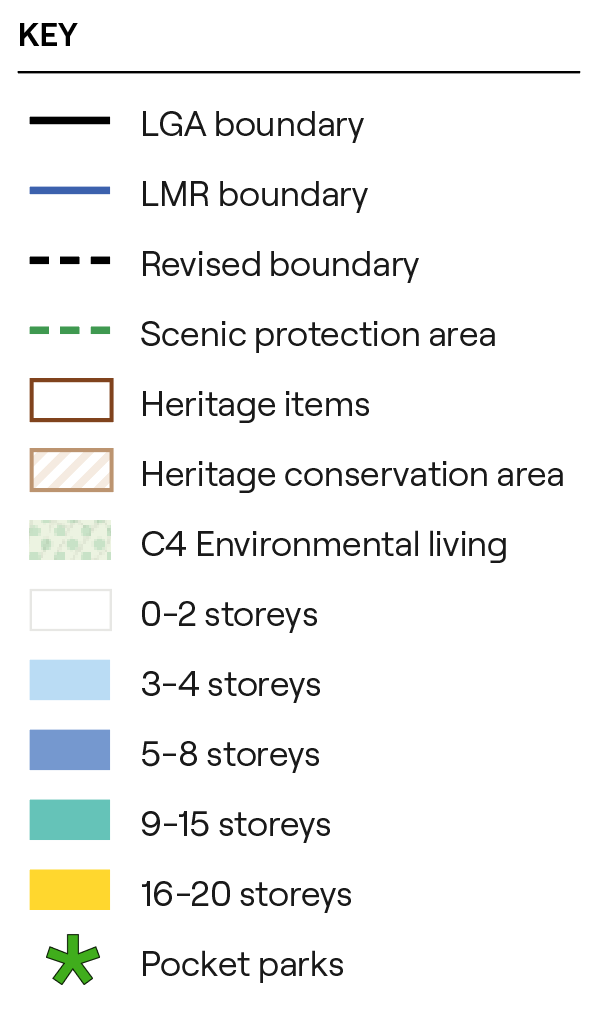 KEY
LGA boundary
LMR boundary
Revised boundary
Scenic protection area
Heritage items
Heritage conservation area
C4 Environmental living
0–2 storeys
3–4 storeys
5–8 storeys
9–15 storeys
16–20 storeys
Pocket parks